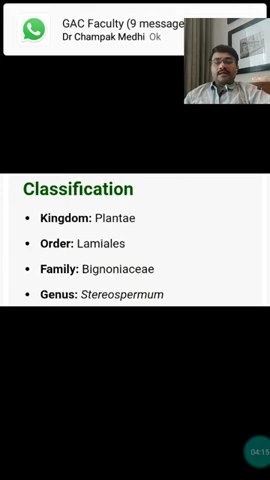 GAC Faculty (9 message
Dr Champak Medhi Ok
Classification
• Kingdom: Plantae
• Order: Lamiales
• Family: Bignoniaceae
• Genus: Stereospermum
04:15